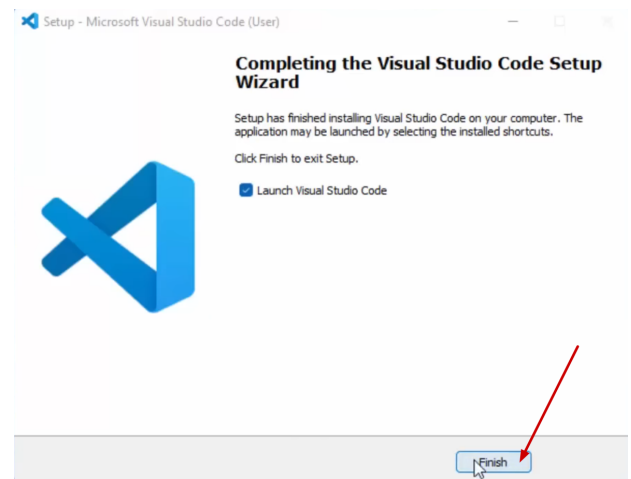 Setup - Microsoft Visual Studio Code (User)
Completing the Visual Studio Code Setup
Wizard
Setup has finished installing Visual Studio Code on your computer. The
application may be launched by selecting the installed shortcuts.
Click Finish to exit Setup.
Launch Visual Studio Code
Finish